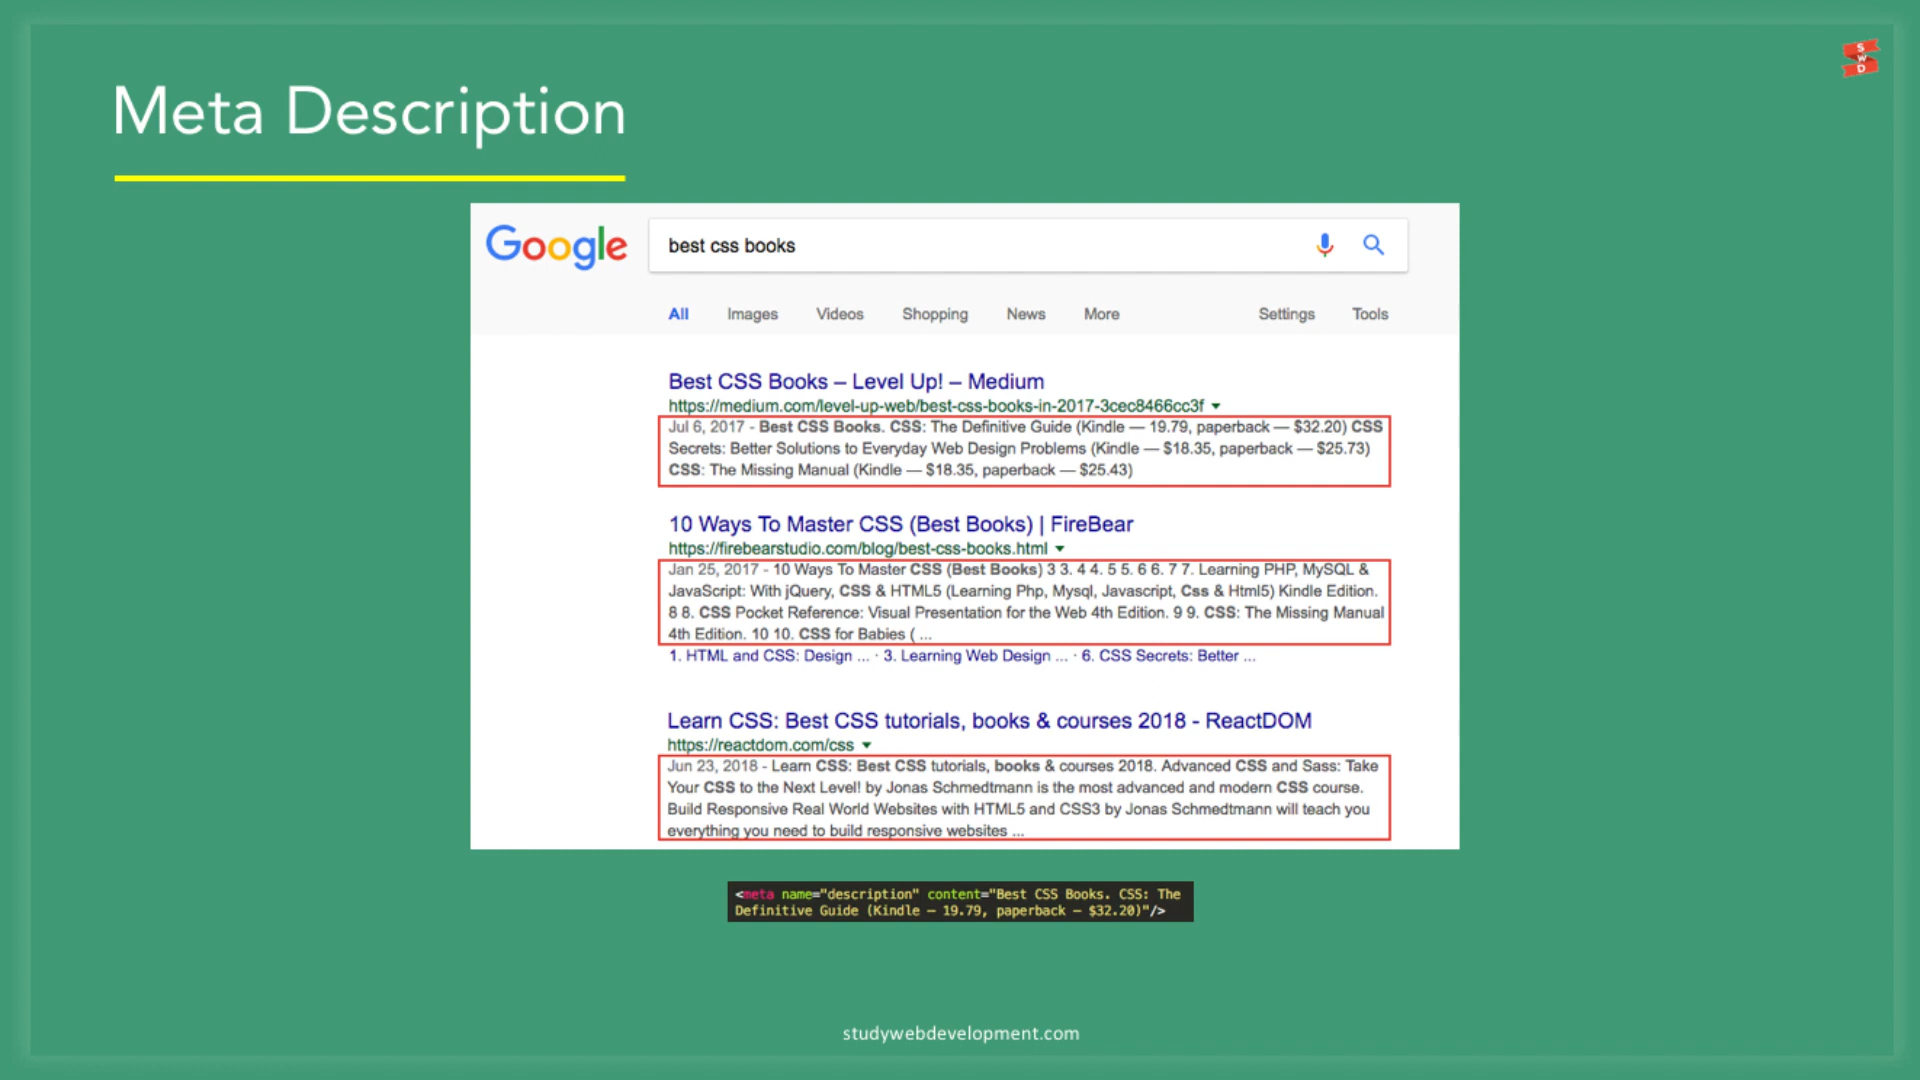 S
W
D
Meta Description
Google
best css books
All Images Videos Shopping News More Settings Tools
Best CSS Books – Level Up! – Medium
https://medium.com/level-up-web/best-css-books-in-2017-3cec8466cc3f
Jul 6, 2017 - Best CSS Books. CSS: The Definitive Guide (Kindle — 19.79, paperback — $32.20) CSS
Secrets: Better Solutions to Everyday Web Design Problems (Kindle — $18.35, paperback — $25.73)
CSS: The Missing Manual (Kindle — $18.35, paperback — $25.43)
10 Ways To Master CSS (Best Books) | FireBear
https://firebearstudio.com/blog/best-css-books.html
Jan 25, 2017 - 10 Ways To Master CSS (Best Books) 3 3. 4 4. 5 5. 6 6. 7 7. Learning PHP, MySQL &
JavaScript: With jQuery, CSS & HTML5 (Learning Php, Mysql, Javascript, Css & Html5) Kindle Edition.
8 8. CSS Pocket Reference: Visual Presentation for the Web 4th Edition. 9 9. CSS: The Missing Manual
4th Edition. 10 10. CSS for Babies ( ...
1. HTML and CSS: Design ... · 3. Learning Web Design ... · 6. CSS Secrets: Better ...
Learn CSS: Best CSS tutorials, books & courses 2018 - ReactDOM
https://reactdom.com/css
Jun 23, 2018 - Learn CSS: Best CSS tutorials, books & courses 2018. Advanced CSS and Sass: Take
Your CSS to the Next Level! by Jonas Schmedtmann is the most advanced and modern CSS course.
Build Responsive Real World Websites with HTML5 and CSS3 by Jonas Schmedtmann will teach you
everything you need to build responsive websites ...
<meta name="description" content="Best CSS Books. CSS: The
Definitive Guide (Kindle — 19.79, paperback — $32.20)"/>
studywebdevelopment.com